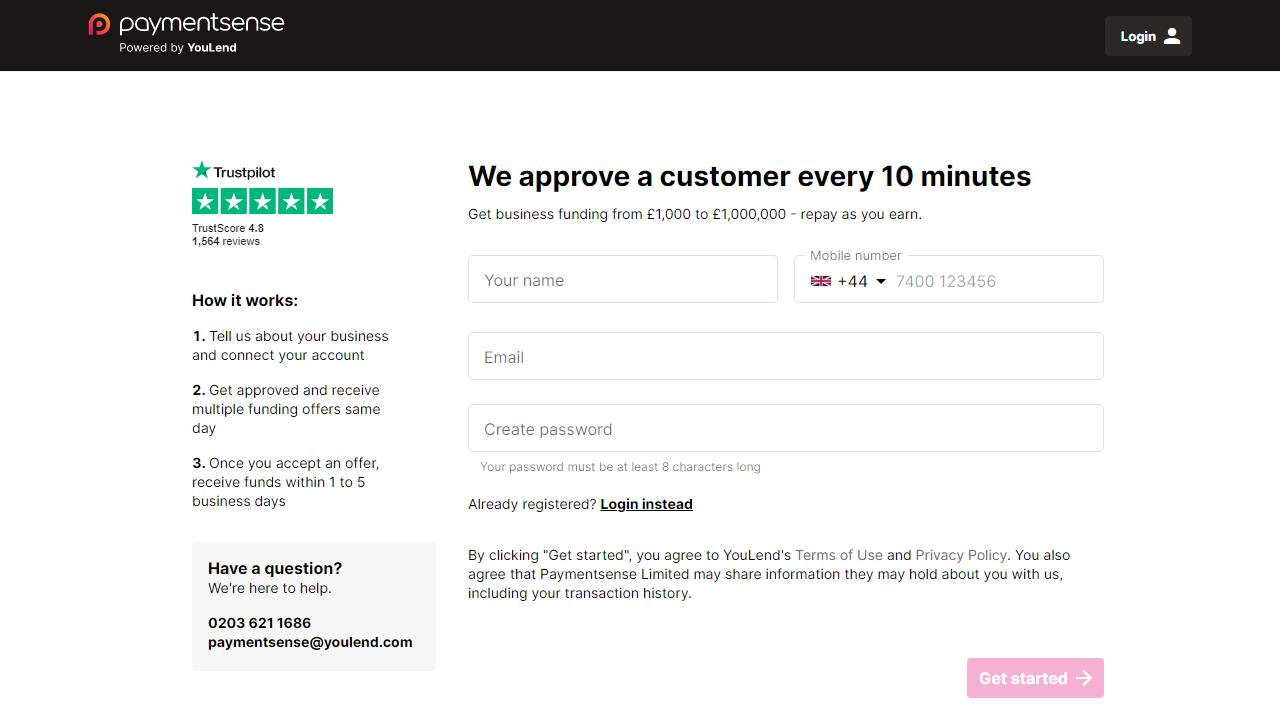 paymentsense
Powered by YouLend
Login
Trustpilot
TrustScore 4.8
1,564 reviews
How it works:
1. Tell us about your business
and connect your account
2. Get approved and receive
multiple funding offers same
day
3. Once you accept an offer,
receive funds within 1 to 5
business days
Have a question?
We're here to help.
0203 621 1686
paymentsense@youlend.com
We approve a customer every 10 minutes
Get business funding from £1,000 to £1,000,000 - repay as you earn.
Your name
Mobile number
+44 7400 123456
Email
Create password
Your password must be at least 8 characters long
Already registered? Login instead
By clicking "Get started", you agree to YouLend's Terms of Use and Privacy Policy. You also
agree that Paymentsense Limited may share information they may hold about you with us,
including your transaction history.
Get started